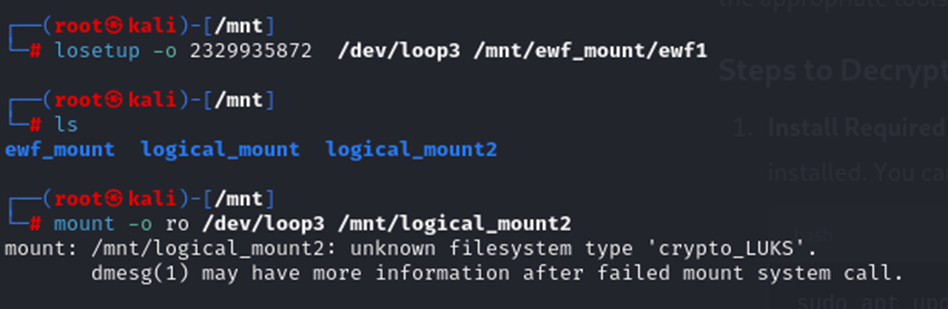 the appropriate tools
┌──(root㉿kali)-[/mnt]
└─# losetup -o 2329935872  /dev/loop3 /mnt/ewf_mount/ewf1
Steps to Decrypt
┌──(root㉿kali)-[/mnt]
└─# ls
1. Install Required
ewf_mount  logical_mount  logical_mount2
installed. You ca
┌──(root㉿kali)-[/mnt]
└─# mount -o ro /dev/loop3 /mnt/logical_mount2
bash
mount: /mnt/logical_mount2: unknown filesystem type 'crypto_LUKS'.
       dmesg(1) may have more information after failed mount system call.
sudo apt upd